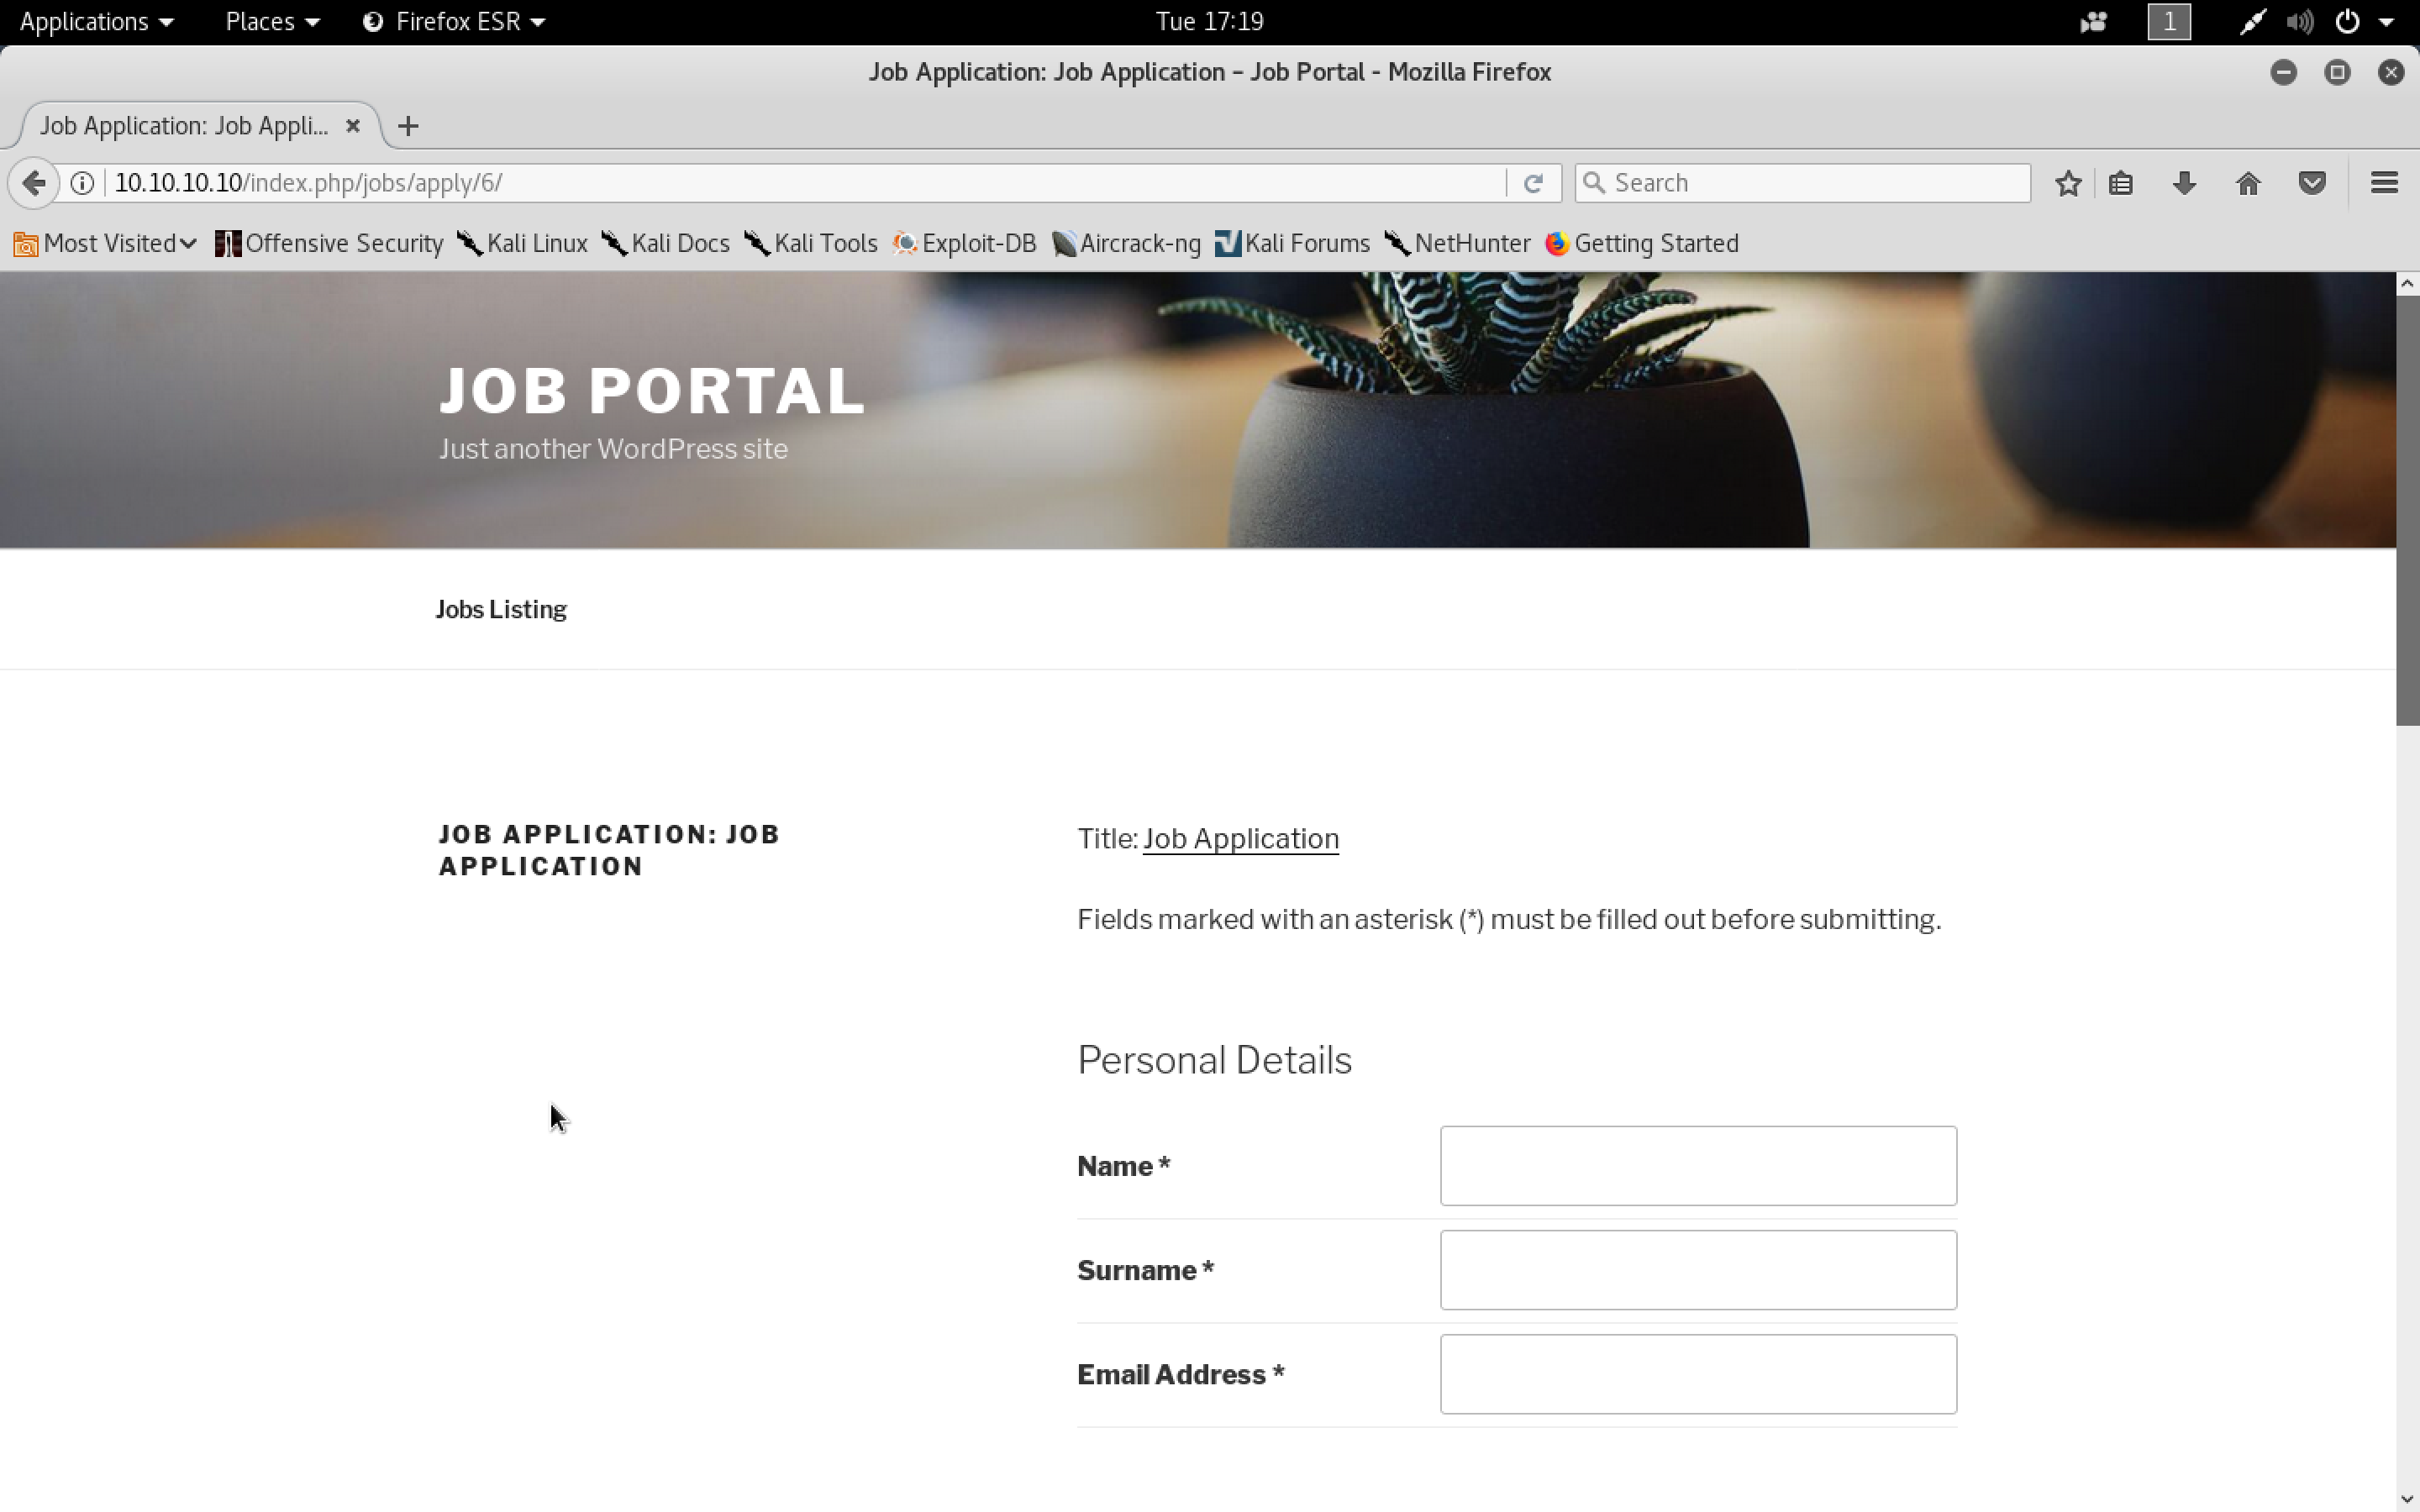 Applications Places Firefox ESR Tue 17:19 1
Job Application: Job Application – Job Portal - Mozilla Firefox
Job Application: Job Appli...
10.10.10.10/index.php/jobs/apply/6/ Search
Most Visited Offensive Security Kali Linux Kali Docs Kali Tools Exploit-DB Aircrack-ng Kali Forums NetHunter Getting Started
JOB PORTAL
Just another WordPress site
Jobs Listing
JOB APPLICATION: JOB
APPLICATION
Title: Job Application
Fields marked with an asterisk (*) must be filled out before submitting.
Personal Details
Name *
Surname *
Email Address *